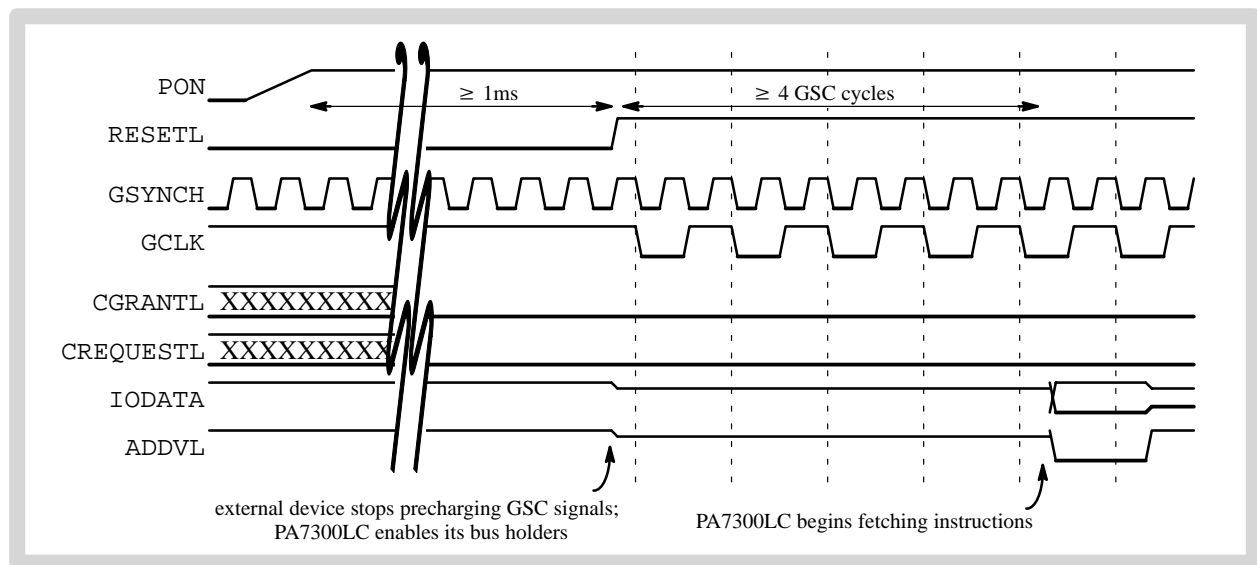 PON
≥ 1ms
≥ 4 GSC cycles
RESETL
GSYNCH
GCLK
CGRANTL
XXXXXXXXX
CREQUESTL
XXXXXXXXX
IODATA
ADDVL
external device stops precharging GSC signals;
PA7300LC enables its bus holders
PA7300LC begins fetching instructions